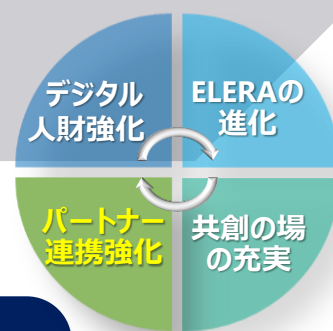 デジタル
人財強化
ELERAの
進化
パートナー
連携強化
共創の場
の充実